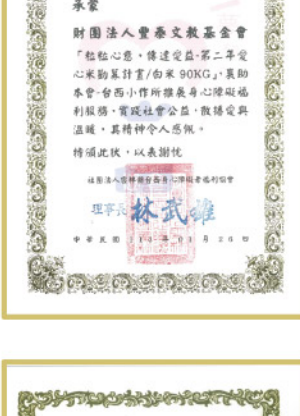 承蒙
財團法人豐泰文教基金會
「粒粒心意，傳達愛益-第二年愛
心米勸募計畫/白米 90KG」，襄助
本會-台西小作所推展身心障礙福
利服務，實踐社會公益，散播愛與
溫暖，其精神令人感佩。
特頒此狀，以表謝忱
理事長 林武雄
中華民國